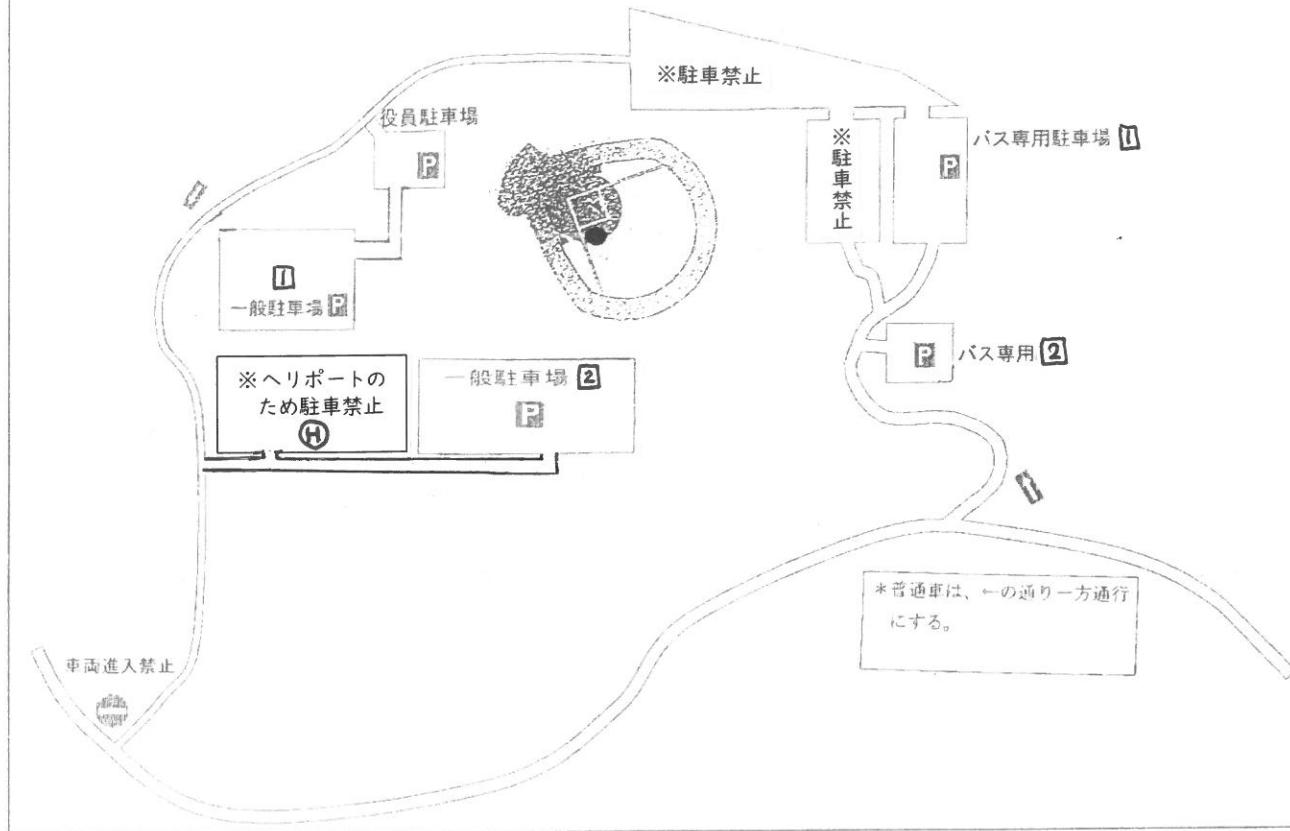 ※駐車禁止
役員駐車場
P
※駐車禁止
P
バス専用駐車場 1
1
一般駐車場 P
P
バス専用 2
※ヘリポートの
ため駐車禁止
H
一般駐車場 2
P
*普通車は、←の通り一方通行
にする。
車両進入禁止